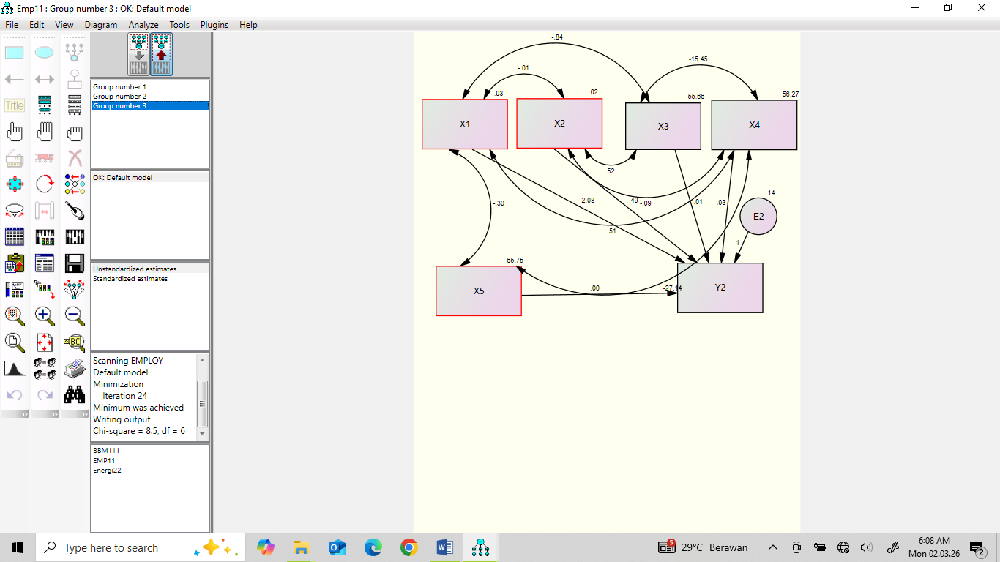 Emp11 : Group number 3 : OK: Default model
File Edit View Diagram Analyze Tools Plugins Help
Title
Group number 1
Group number 2
Group number 3
OK: Default model
Unstandardized estimates
Standardized estimates
Scanning EMPLOY
Default model
Minimization
Iteration 24
Minimum was achieved
Writing output
Chi-square = 8.5, df = 6
BBM111
EMP11
Energi22
-.84
-15.45
-.01
.03
.02
55.66
56.27
X1
X2
X3
X4
.52
-.30
-2.08
-.49
-.09
.01
.03
.14
E2
.51
1
65.75
X5
.00
-27.14
Y2
ABC
Type here to search
5
29°C Berawan
6:08 AM
Mon 02.03.26
2